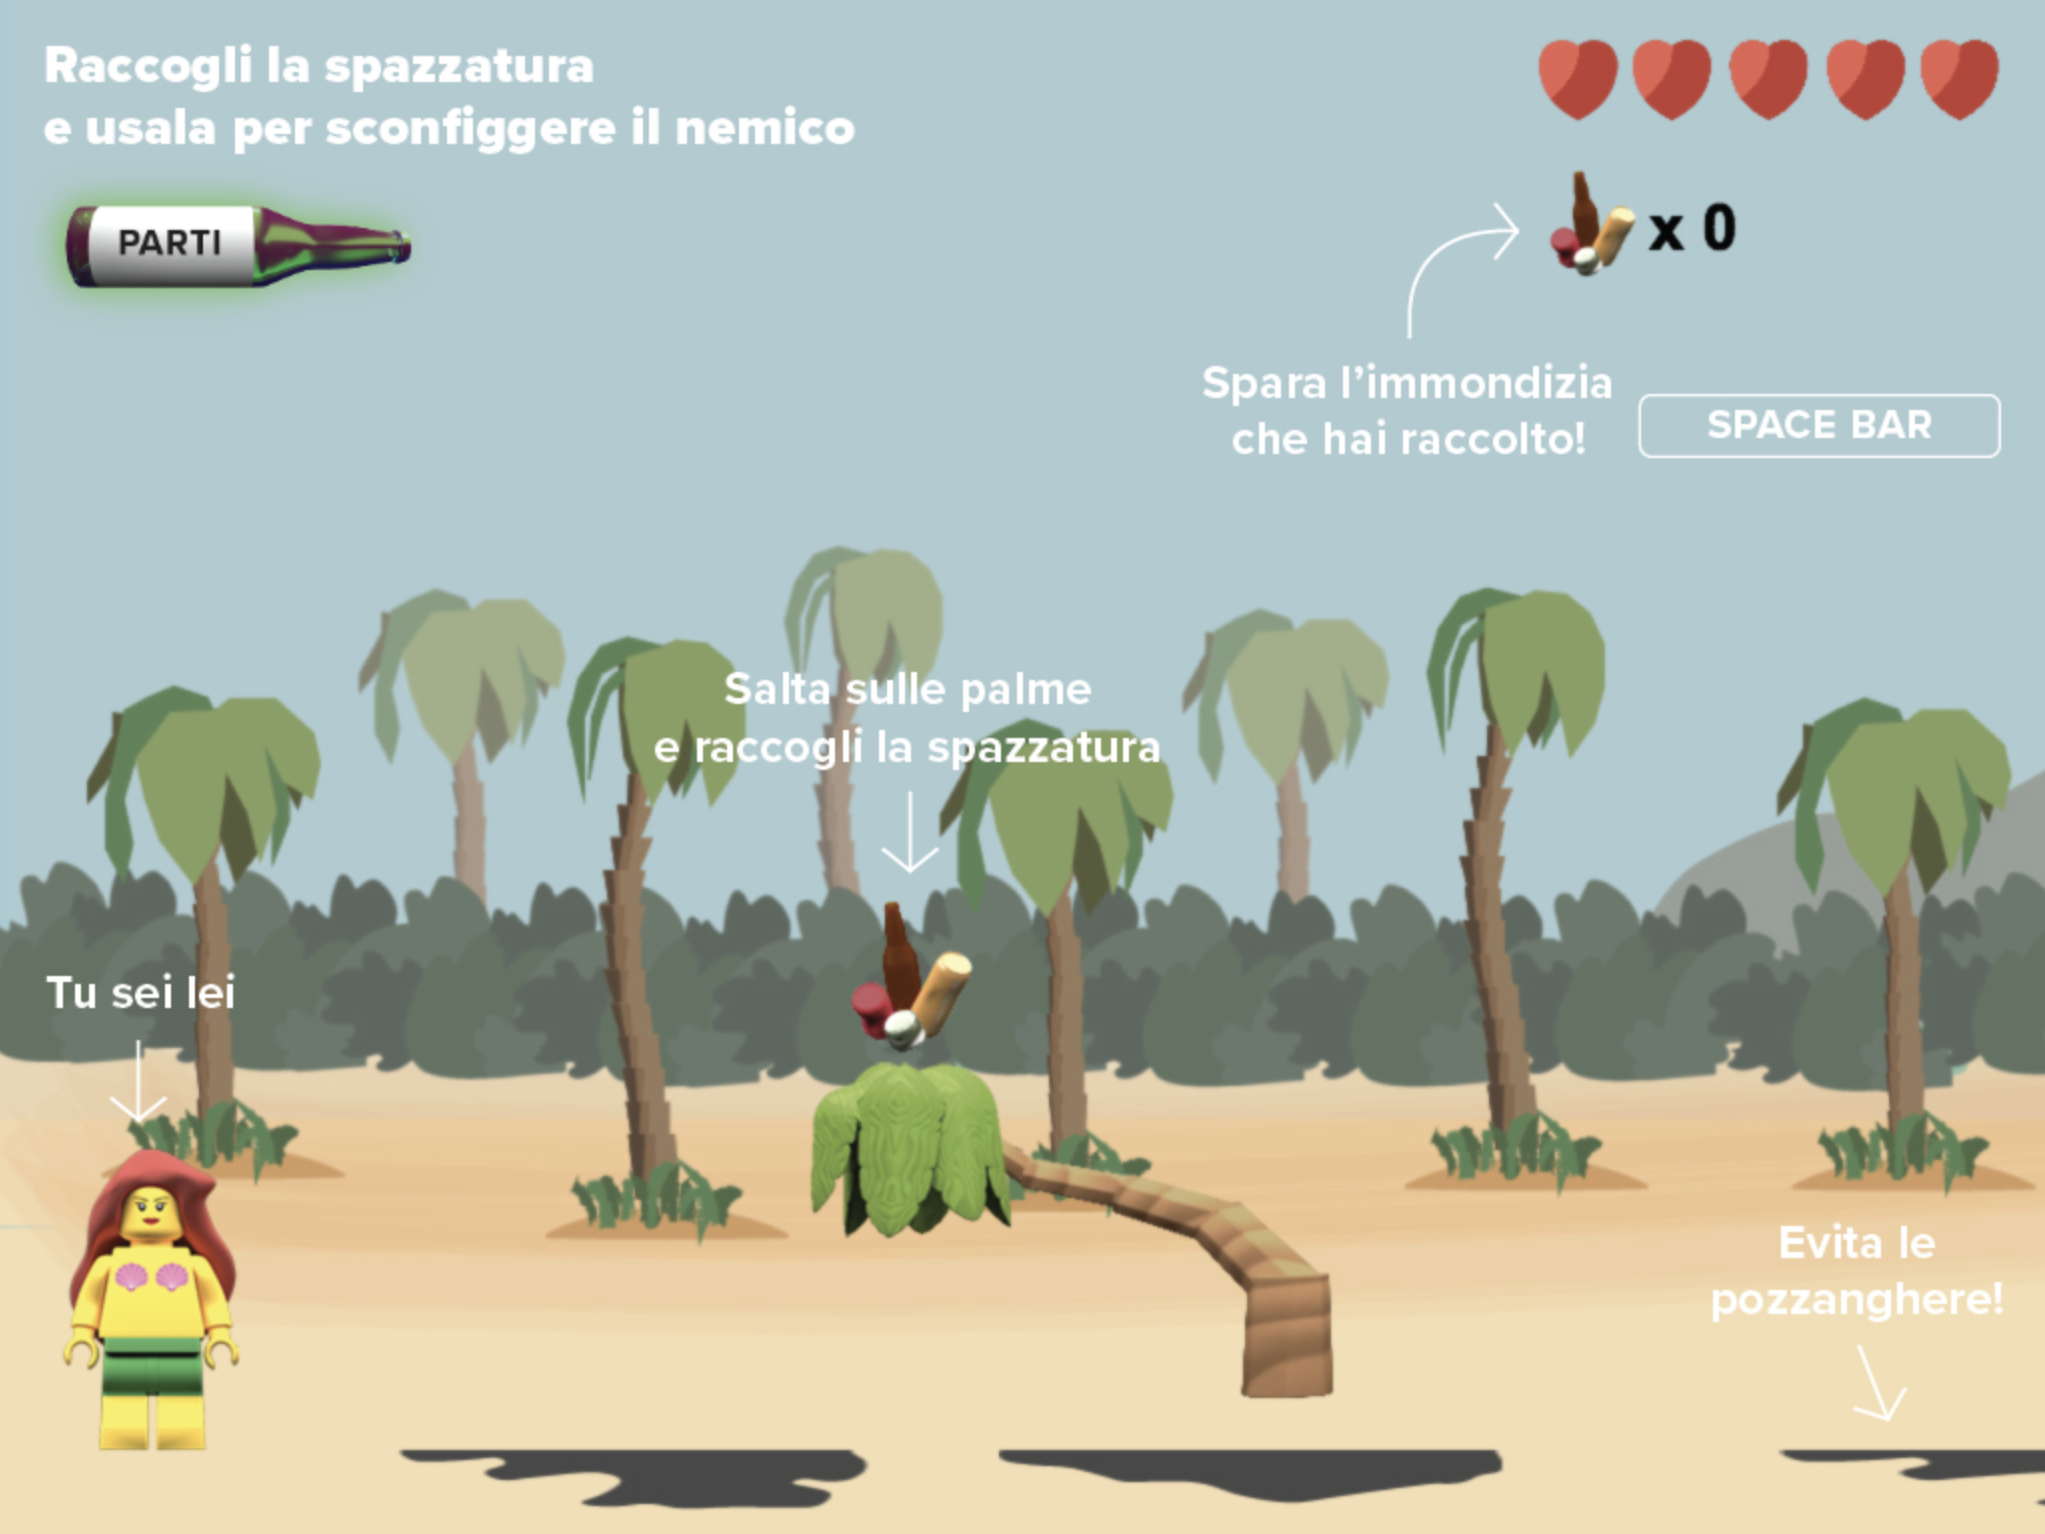 Raccogli la spazzatura
e usala per sconfiggere il nemico
PARTI
x 0
Spara l’immondizia
che hai raccolto!
SPACE BAR
Salta sulle palme
e raccogli la spazzatura
Tu sei lei
Evita le
pozzanghere!